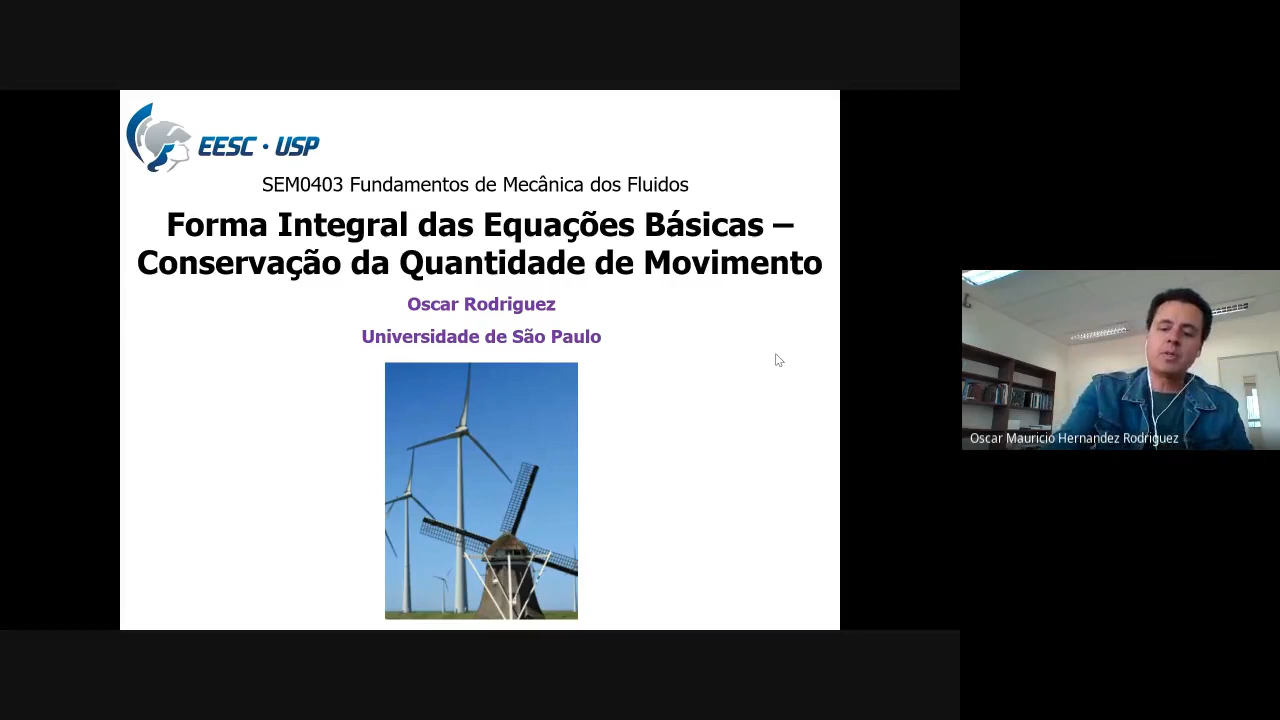 EESC • USP
SEM0403 Fundamentos de Mecânica dos Fluidos
Forma Integral das Equações Básicas –
Conservação da Quantidade de Movimento
Oscar Rodriguez
Universidade de São Paulo
Oscar Mauricio Hernandez Rodriguez